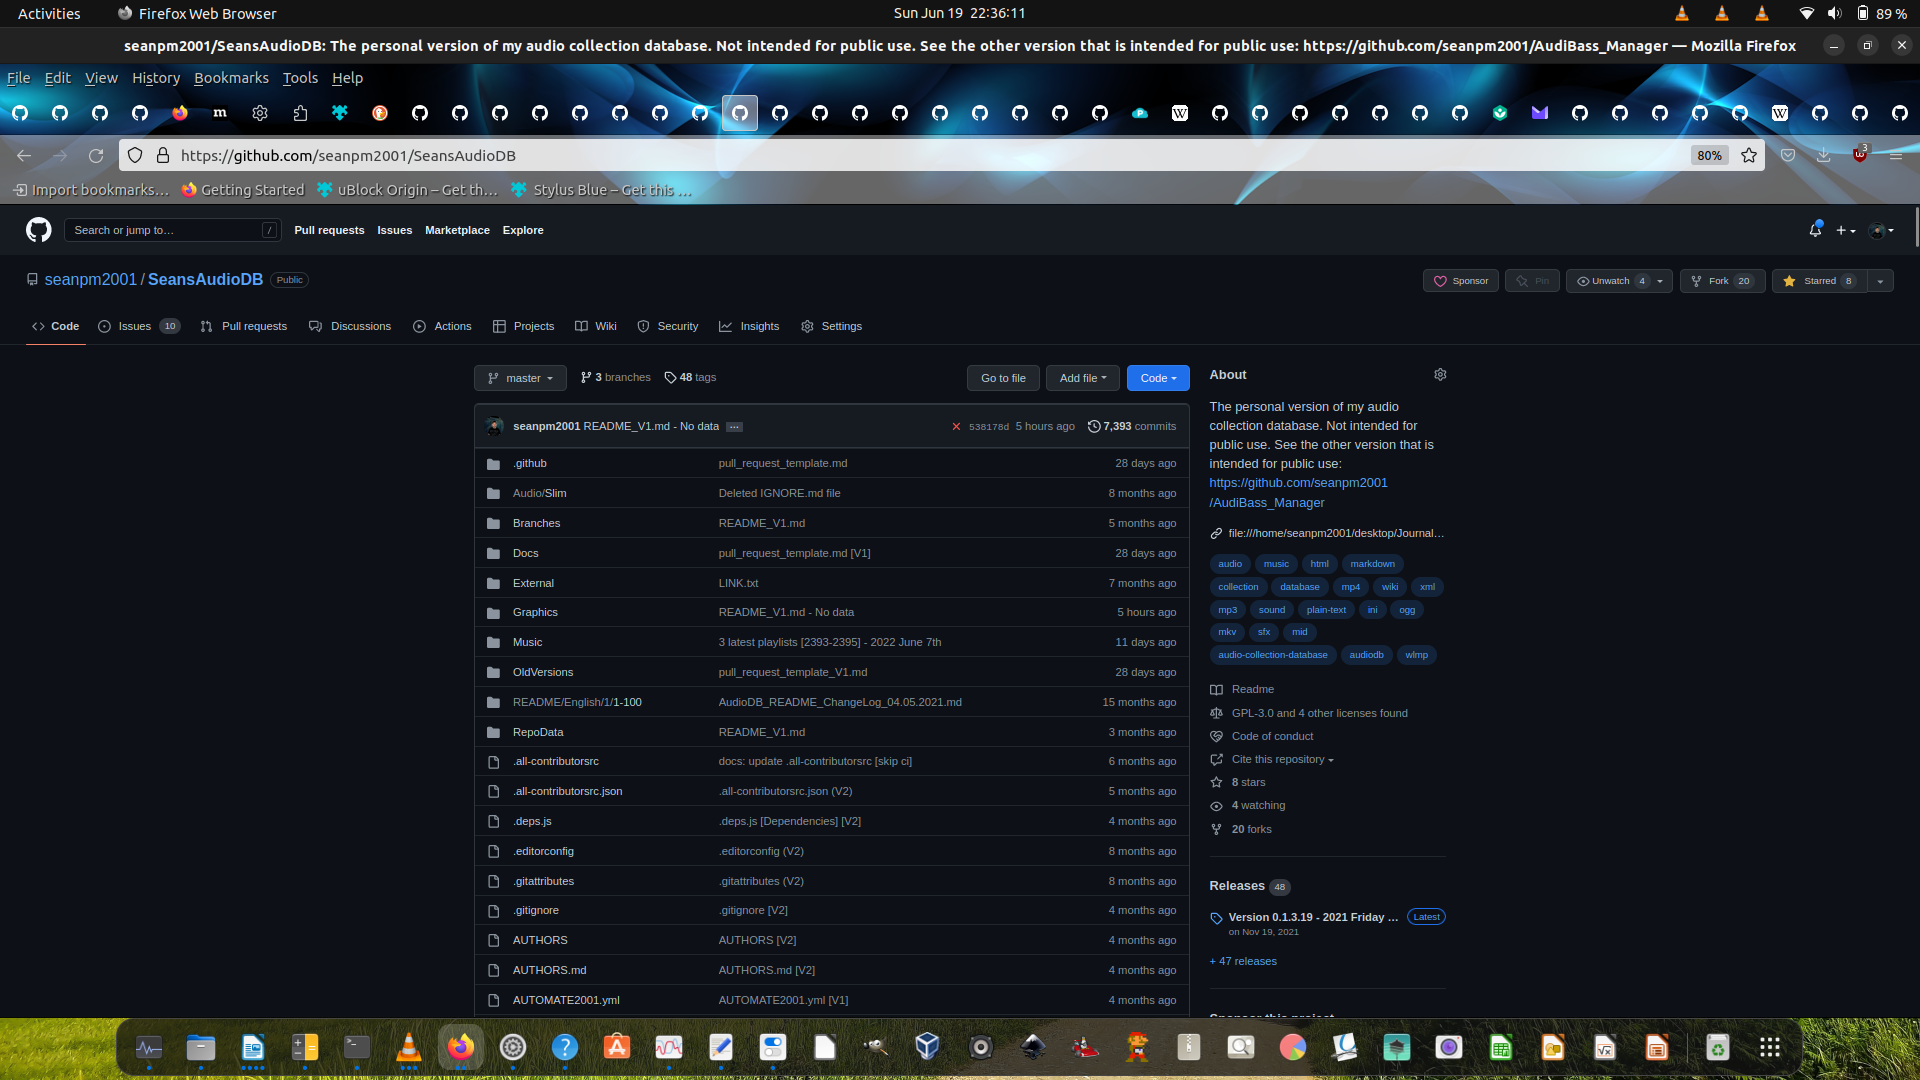 Activities Firefox Web Browser Sun Jun 19 22:36:11 89 %
seanpm2001/SeansAudioDB: The personal version of my audio collection database. Not intended for public use. See the other version that is intended for public use: https://github.com/seanpm2001/AudiBass_Manager — Mozilla Firefox
File Edit View History Bookmarks Tools Help
https://github.com/seanpm2001/SeansAudioDB 80% 3
Import bookmarks… Getting Started uBlock Origin – Get th… Stylus Blue – Get this …
Search or jump to… / Pull requests Issues Marketplace Explore
seanpm2001 / SeansAudioDB Public Sponsor Pin Unwatch 4 Fork 20 Starred 8
Code Issues 10 Pull requests Discussions Actions Projects Wiki Security Insights Settings
master 3 branches 48 tags Go to file Add file Code
seanpm2001 README_V1.md - No data … 538178d 5 hours ago 7,393 commits
.github pull_request_template.md 28 days ago
Audio/Slim Deleted IGNORE.md file 8 months ago
Branches README_V1.md 5 months ago
Docs pull_request_template.md [V1] 28 days ago
External LINK.txt 7 months ago
Graphics README_V1.md - No data 5 hours ago
Music 3 latest playlists [2393-2395] - 2022 June 7th 11 days ago
OldVersions pull_request_template_V1.md 28 days ago
README/English/1/1-100 AudioDB_README_ChangeLog_04.05.2021.md 15 months ago
RepoData README_V1.md 3 months ago
.all-contributorsrc docs: update .all-contributorsrc [skip ci] 6 months ago
.all-contributorsrc.json .all-contributorsrc.json (V2) 5 months ago
.deps.js .deps.js [Dependencies] [V2] 4 months ago
.editorconfig .editorconfig (V2) 8 months ago
.gitattributes .gitattributes (V2) 8 months ago
.gitignore .gitignore [V2] 4 months ago
AUTHORS AUTHORS [V2] 4 months ago
AUTHORS.md AUTHORS.md [V2] 4 months ago
AUTOMATE2001.yml AUTOMATE2001.yml [V1] 4 months ago
About
The personal version of my audio
collection database. Not intended for
public use. See the other version that is
intended for public use:
https://github.com/seanpm2001
/AudiBass_Manager
file:///home/seanpm2001/desktop/Journal…
audio music html markdown
collection database mp4 wiki xml
mp3 sound plain-text ini ogg
mkv sfx mid
audio-collection-database audiodb wlmp
Readme
GPL-3.0 and 4 other licenses found
Code of conduct
Cite this repository
8 stars
4 watching
20 forks
Releases 48
Version 0.1.3.19 - 2021 Friday … Latest
on Nov 19, 2021
+ 47 releases
Sponsor this project